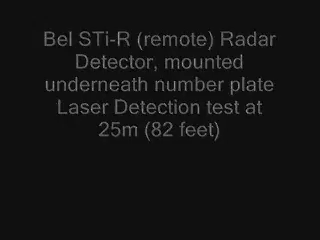 Bel STi-R (remote) Radar
Detector, mounted
underneath number plate
Laser Detection test at
25m (82 feet)